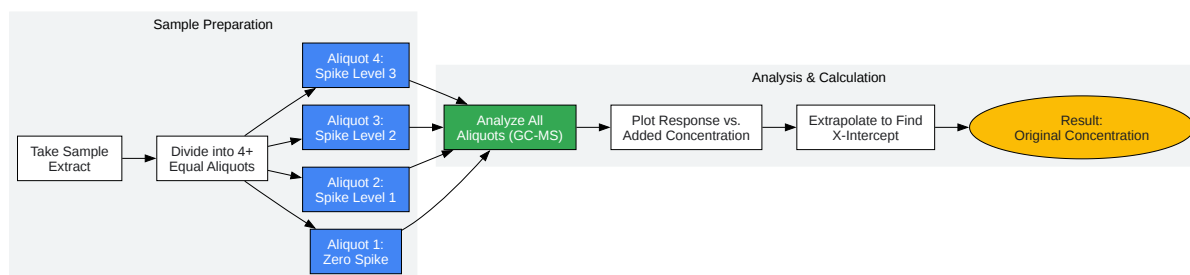 Sample Preparation
Take Sample
Extract
Divide into 4+
Equal Aliquots
Aliquot 4:
Spike Level 3
Aliquot 3:
Spike Level 2
Aliquot 2:
Spike Level 1
Aliquot 1:
Zero Spike
Analysis & Calculation
Analyze All
Aliquots (GC-MS)
Plot Response vs.
Added Concentration
Extrapolate to Find
X-Intercept
Result:
Original Concentration